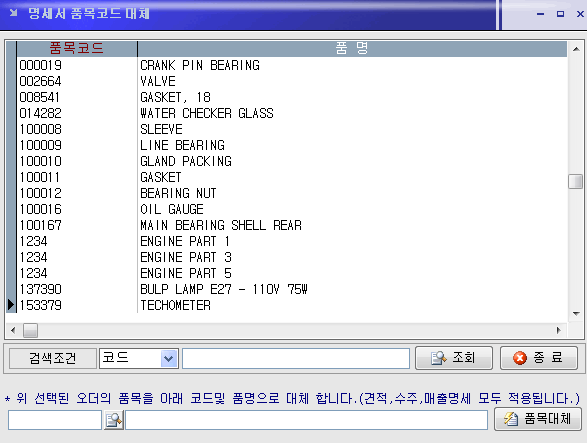 명세서 품목코드 대체
품목코드 품 명
000019 CRANK PIN BEARING
002664 VALVE
008541 GASKET, 18
014282 WATER CHECKER GLASS
100008 SLEEVE
100009 LINE BEARING
100010 GLAND PACKING
100011 GASKET
100012 BEARING NUT
100016 OIL GAUGE
100167 MAIN BEARING SHELL REAR
1234 ENGINE PART 1
1234 ENGINE PART 3
1234 ENGINE PART 5
137390 BULP LAMP E27 - 110V 75W
153379 TECHOMETER
검색조건 코드 조회 종 료
* 위 선택된 오더의 품목을 아래 코드및 품명으로 대체 합니다.(견적,수주,매출명세 모두 적용됩니다.)
품목대체